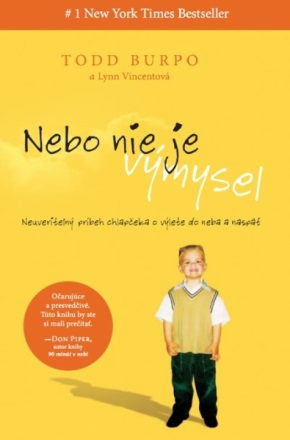 # 1 New York Times Bestseller
TODD BURPO
a Lynn Vincentová
Nebo nie je
výmysel
Neuveriteľný príbeh chlapčeka o výlete do neba a naspäť
Očarujúce
a presvedčivé.
Túto knihu by ste
si mali prečítať.
—DON PIPER,
autor knihy
90 minút v nebi